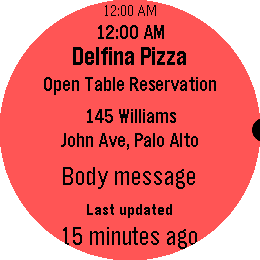 12:00 AM
12:00 AM
Delfina Pizza
Open Table Reservation
145 Williams
John Ave, Palo Alto
Body message
Last updated
15 minutes ago